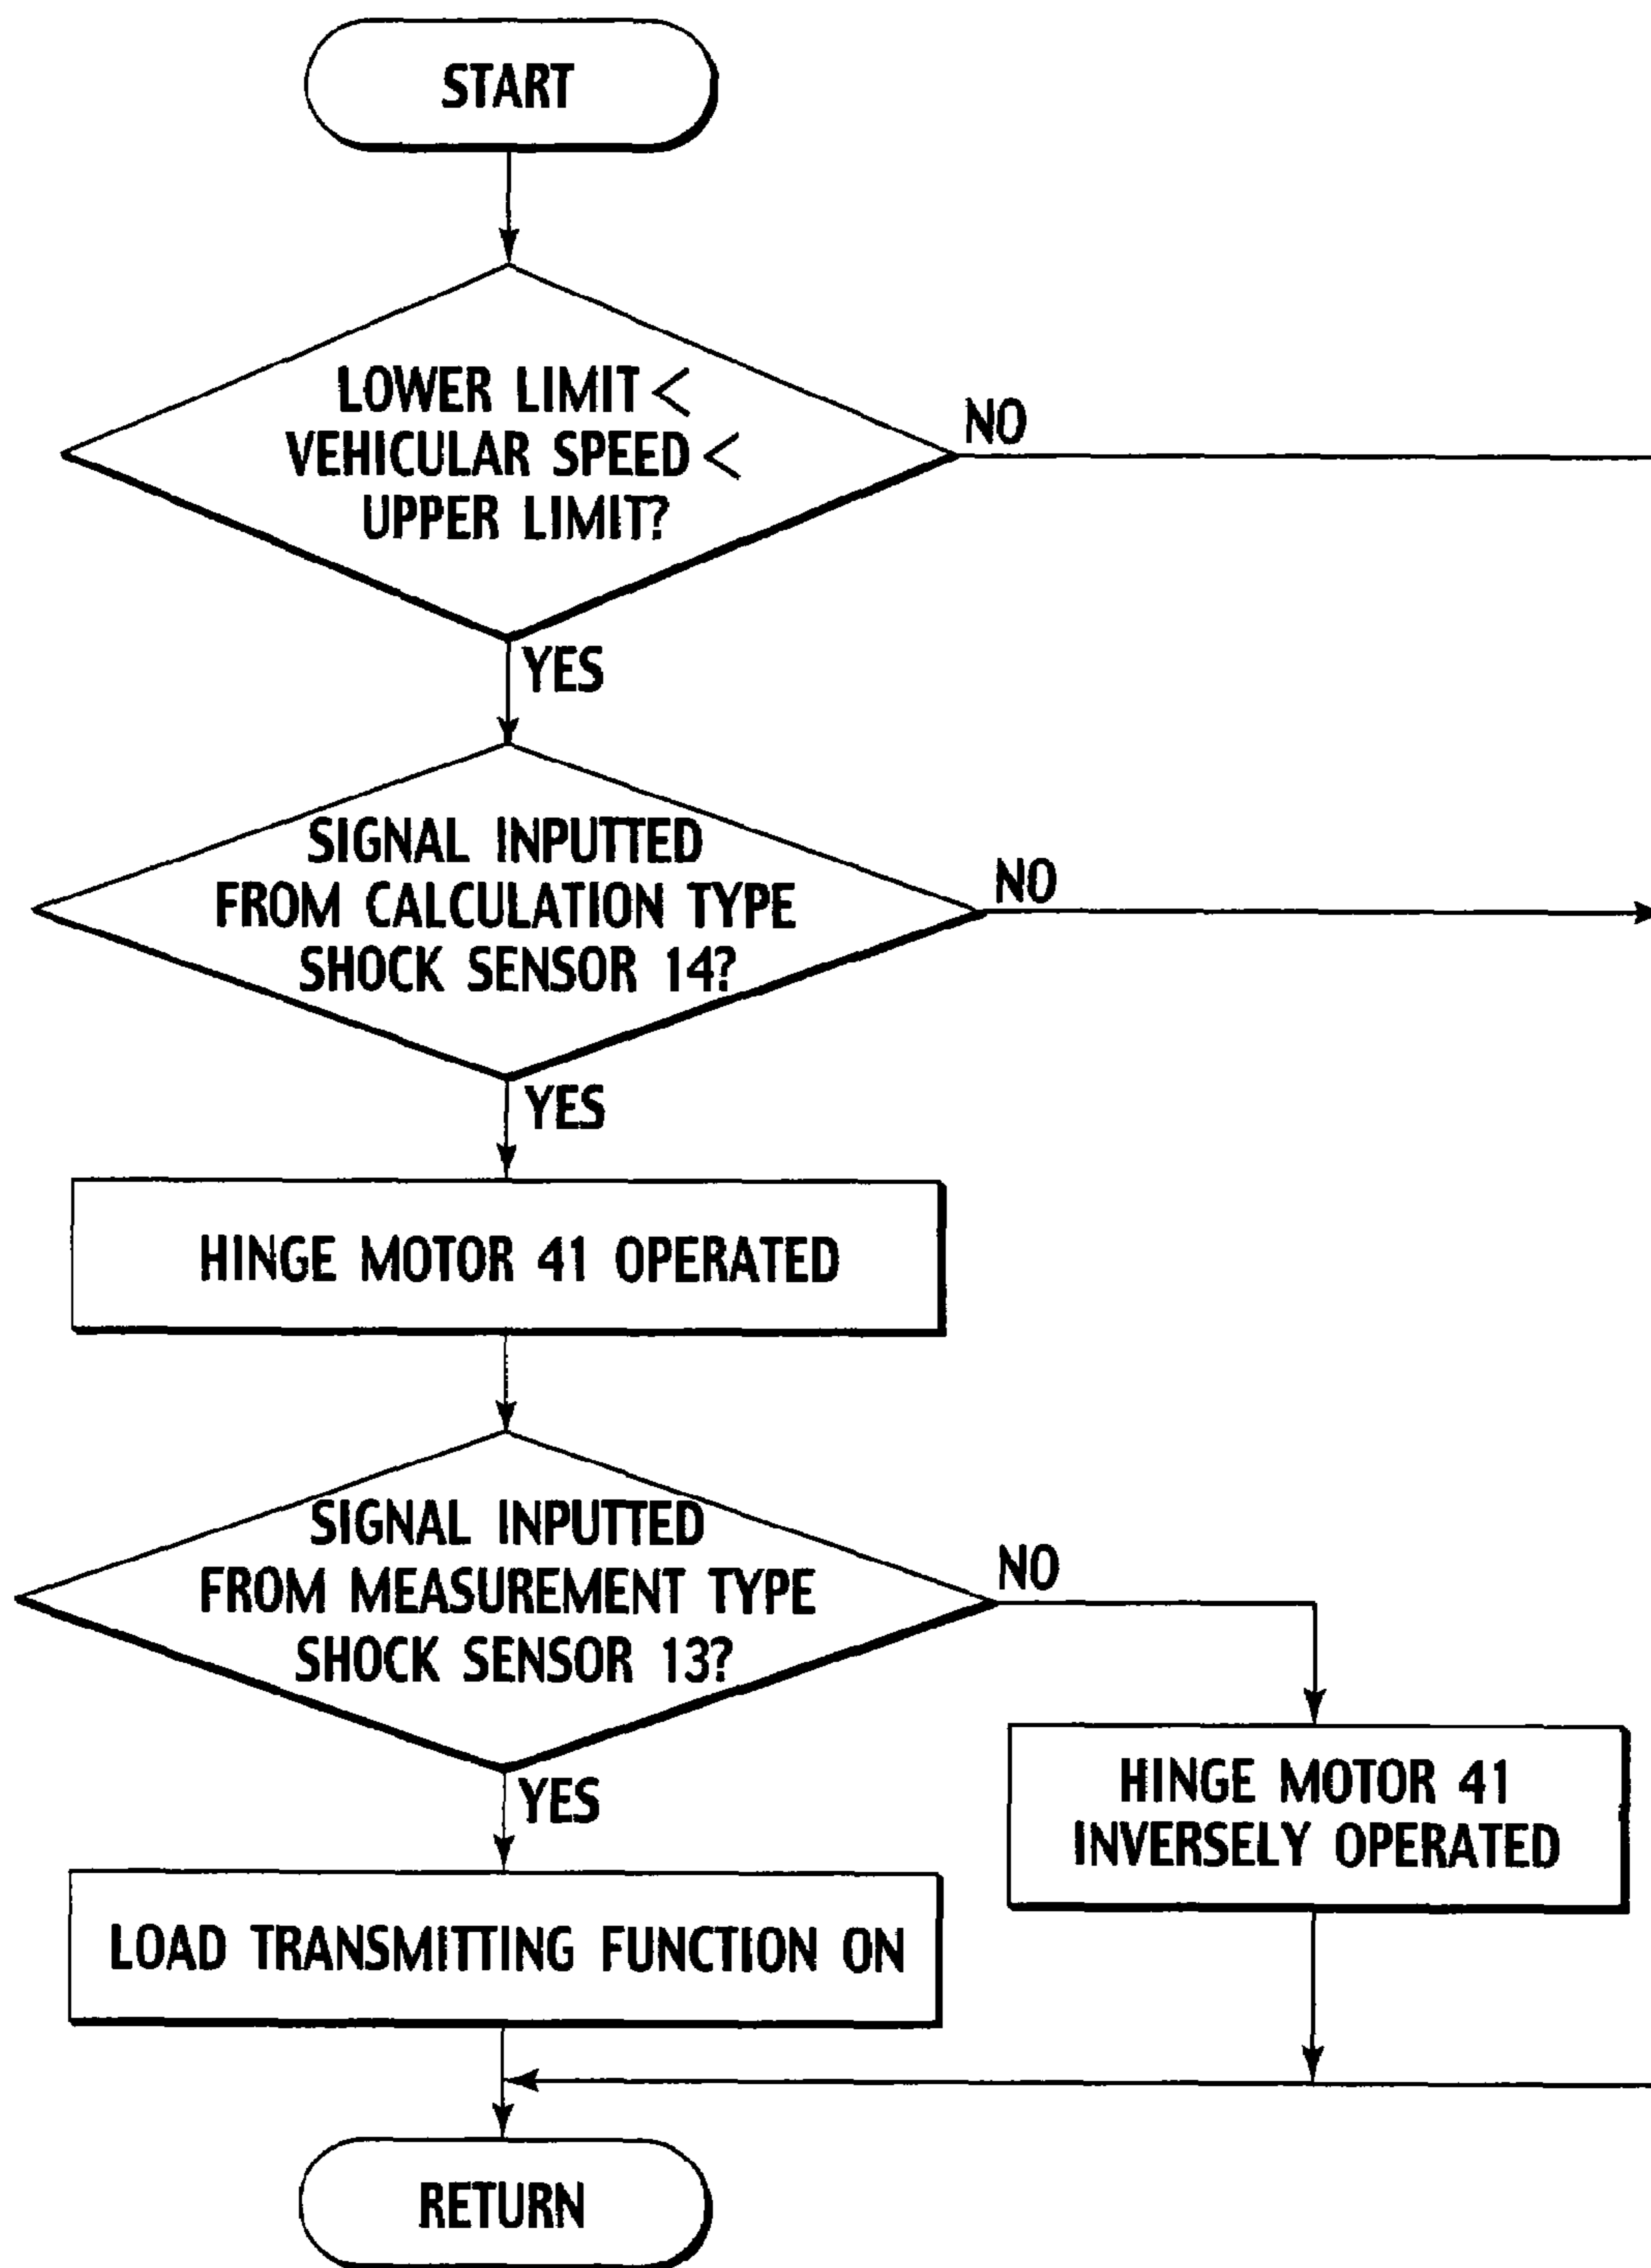 START
LOWER LIMIT <
VEHICULAR SPEED <
UPPER LIMIT?
NO
YES
SIGNAL INPUTTED
FROM CALCULATION TYPE
SHOCK SENSOR 14?
NO
YES
HINGE MOTOR 41 OPERATED
SIGNAL INPUTTED
FROM MEASUREMENT TYPE
SHOCK SENSOR 13?
NO
YES
HINGE MOTOR 41
INVERSELY OPERATED
LOAD TRANSMITTING FUNCTION ON
RETURN